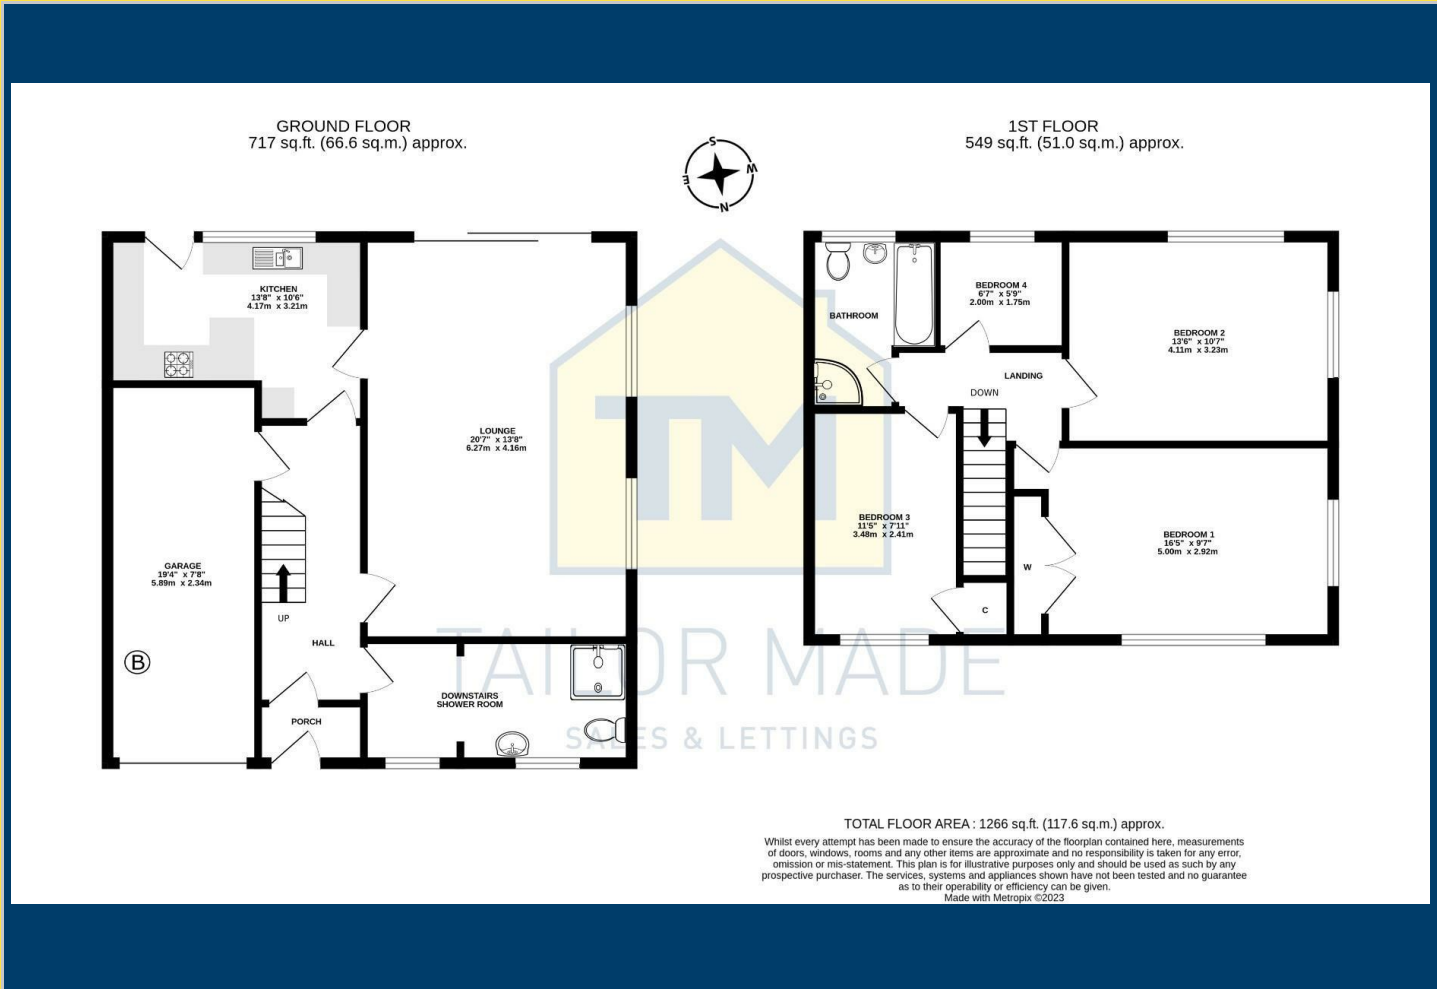 GROUND FLOOR
717 sq.ft. (66.6 sq.m.) approx.
S
W
E
N
1ST FLOOR
549 sq.ft. (51.0 sq.m.) approx.
KITCHEN
13'8" x 10'6"
4.17m x 3.21m
LOUNGE
20'7" x 13'8"
6.27m x 4.16m
GARAGE
19'4" x 7'8"
5.89m x 2.34m
UP
HALL
B
DOWNSTAIRS
SHOWER ROOM
PORCH
BATHROOM
BEDROOM 4
6'7" x 5'9"
2.00m x 1.75m
BEDROOM 2
13'6" x 10'7"
4.11m x 3.23m
LANDING
DOWN
BEDROOM 3
11'5" x 7'11"
3.48m x 2.41m
BEDROOM 1
16'5" x 9'7"
5.00m x 2.92m
W
C
TM
TAILOR MADE
SALES & LETTINGS
TOTAL FLOOR AREA : 1266 sq.ft. (117.6 sq.m.) approx.
Whilst every attempt has been made to ensure the accuracy of the floorplan contained here, measurements
of doors, windows, rooms and any other items are approximate and no responsibility is taken for any error,
omission or mis-statement. This plan is for illustrative purposes only and should be used as such by any
prospective purchaser. The services, systems and appliances shown have not been tested and no guarantee
as to their operability or efficiency can be given.
Made with Metropix ©2023